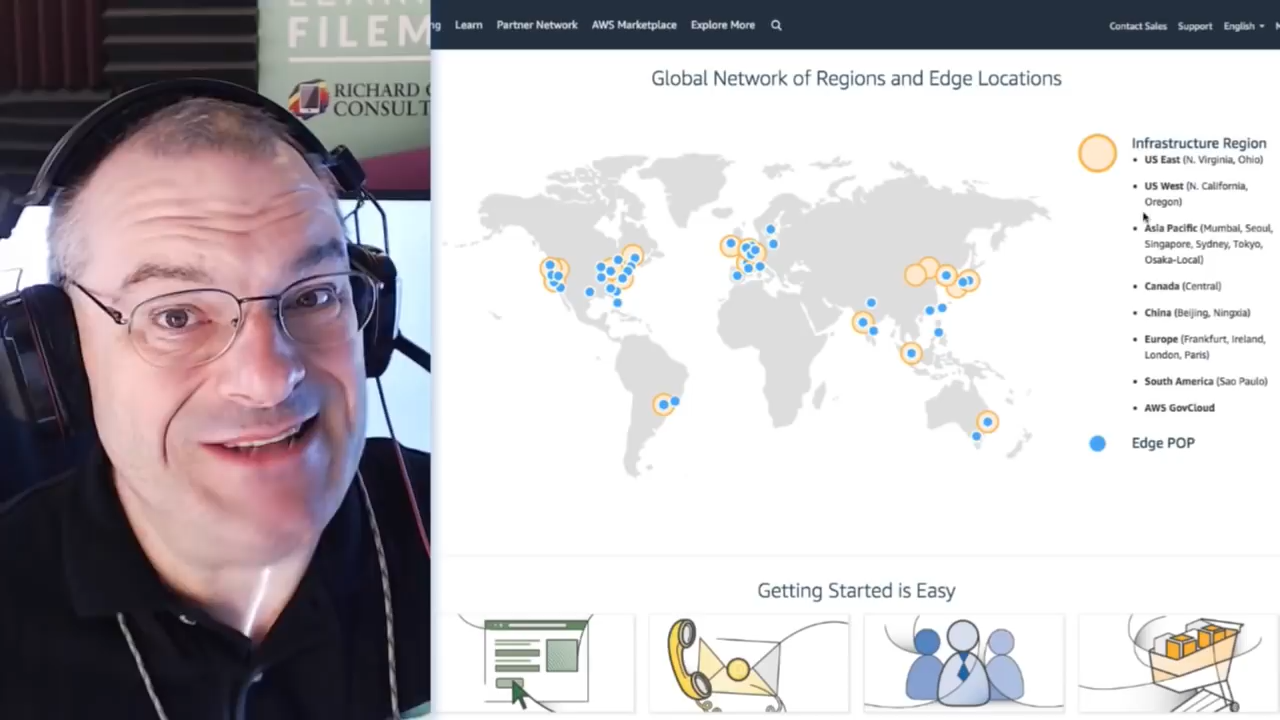 FILEM
RICHARD
CONSULT
Learn
Partner Network
AWS Marketplace
Explore More
Contact Sales
Support
English
Global Network of Regions and Edge Locations
Infrastructure Region
• US East (N. Virginia, Ohio)
• US West (N. California,
Oregon)
• Asia Pacific (Mumbai, Seoul,
Singapore, Sydney, Tokyo,
Osaka-Local)
• Canada (Central)
• China (Beijing, Ningxia)
• Europe (Frankfurt, Ireland,
London, Paris)
• South America (Sao Paulo)
• AWS GovCloud
Edge POP
Getting Started is Easy